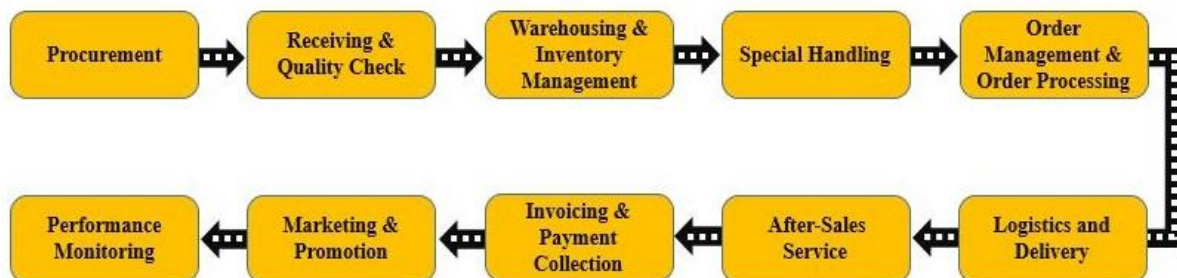 Procurement
Receiving &
Quality Check
Warehousing &
Inventory
Management
Special Handling
Order
Management &
Order Processing
Performance
Monitoring
Marketing &
Promotion
Invoicing &
Payment
Collection
After-Sales
Service
Logistics and
Delivery